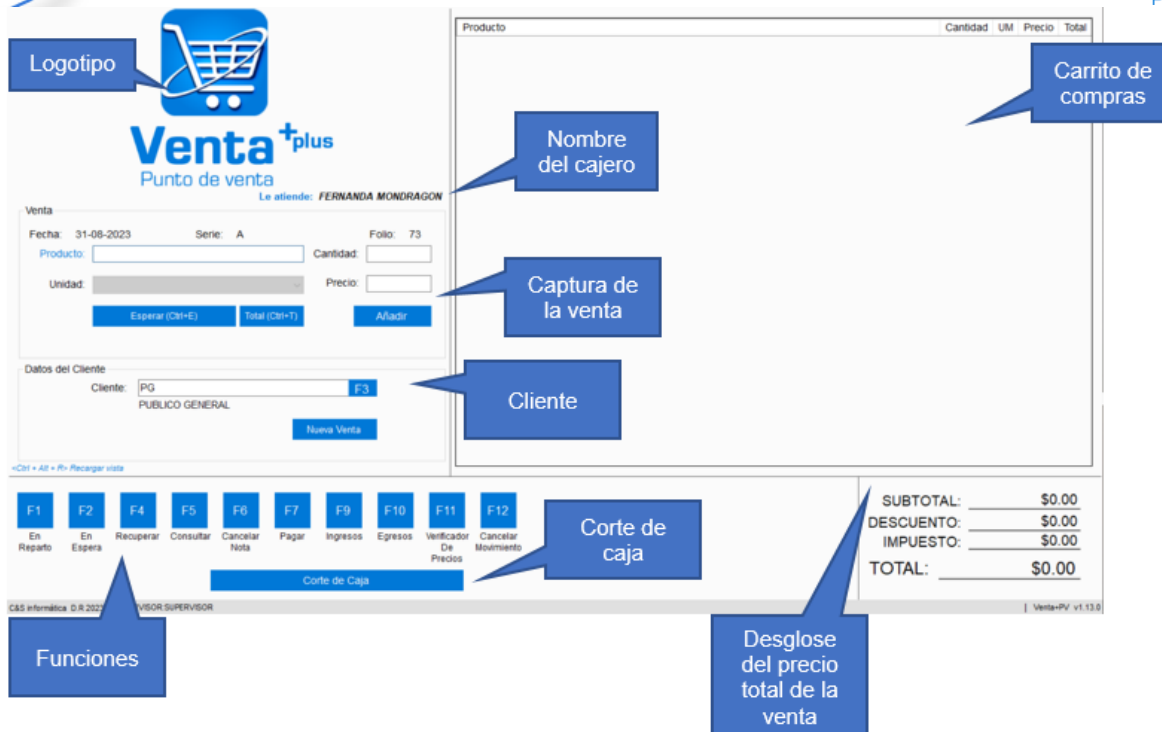 Logotipo
Venta +plus
Punto de venta
Le atiende: FERNANDA MONDRAGON
Nombre
del cajero
Producto Cantidad UM Precio Total
Carrito de
compras
Venta
Fecha: 31-08-2023 Serie: A Folio: 73
Producto: Cantidad:
Unidad: Precio:
Esperar (Ctrl+E) Total (Ctrl+T) Añadir
Captura de
la venta
Datos del Cliente
Cliente: PG F3
PUBLICO GENERAL
Nueva Venta
Cliente
<Ctrl + Alt + R> Recargar vista
F1 F2 F4 F5 F6 F7 F9 F10 F11 F12
En Reparto
En Espera
Recuperar
Consultar
Cancelar Nota
Pagar
Ingresos
Egresos
Verificador De Precios
Cancelar Movimiento
Corte de Caja
Corte de
caja
SUBTOTAL: $0.00
DESCUENTO: $0.00
IMPUESTO: $0.00
TOTAL: $0.00
C&S informática D.R.2023 VISOR:SUPERVISOR | Venta+PV v1.13.0
Funciones
Desglose
del precio
total de la
venta